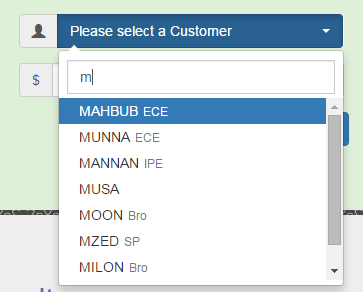 Please select a Customer
$
m
MAHBUB ECE
MUNNA ECE
MANNAN IPE
MUSA
MOON Bro
MZED SP
MILON Bro